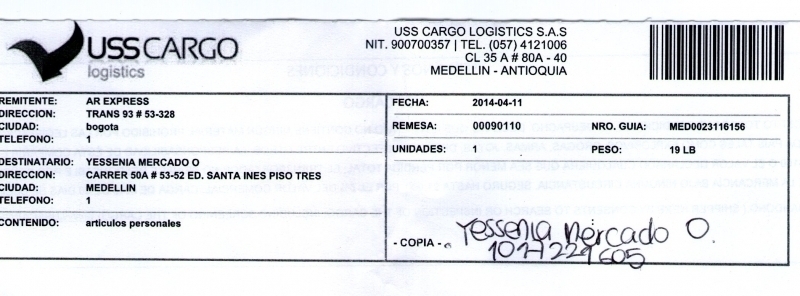 USSCARGO
logistics
USS CARGO LOGISTICS S.A.S
NIT. 900700357 | TEL. (057) 4121006
CL 35 A # 80A - 40
MEDELLIN - ANTIOQUIA
REMITENTE: AR EXPRESS
DIRECCION: TRANS 93 # 53-328
CIUDAD: bogota
TELEFONO: 1
DESTINATARIO: YESSENIA MERCADO O
DIRECCION: CARRER 50A # 53-52 ED. SANTA INES PISO TRES
CIUDAD: MEDELLIN
TELEFONO: 1
CONTENIDO: articulos personales
FECHA: 2014-04-11
REMESA: 00090110 NRO. GUIA: MED0023116156
UNIDADES: 1 PESO: 19 LB
- COPIA - Yessenia Mercado O.